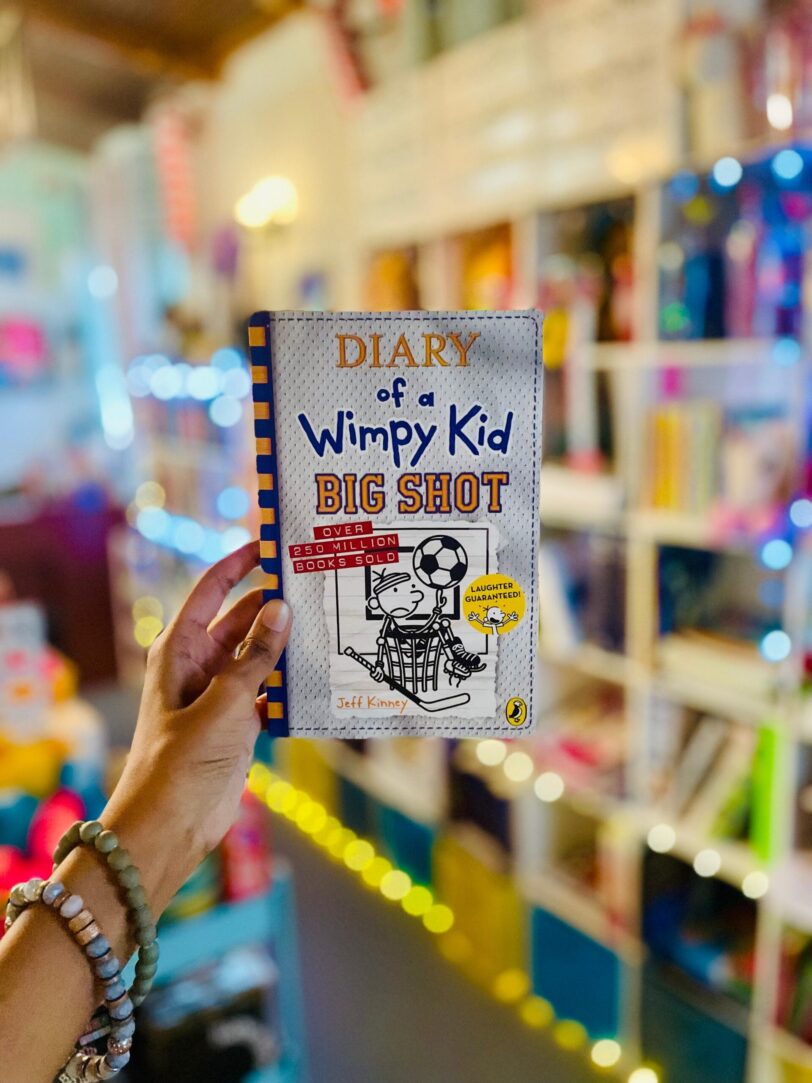 DIARY
of a
Wimpy Kid
BIG SHOT
OVER
250 MILLION
BOOKS SOLD
LAUGHTER
GUARANTEED!
Jeff Kinney